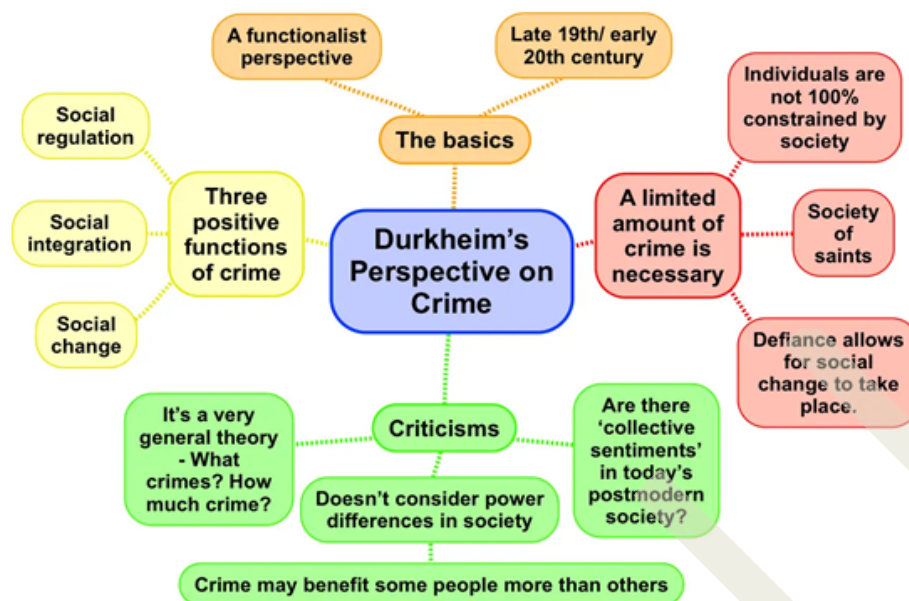 A functionalist
perspective
Late 19th/ early
20th century
The basics
Individuals are
not 100%
constrained by
society
Social
regulation
Three
positive
functions
of crime
A limited
amount of
crime is
necessary
Social
integration
Society
of
saints
Durkheim's
Perspective on
Crime
Social
change
Defiance allows
for social
change to take
place.
It's a very
general theory
- What
crimes? How
much crime?
Criticisms
Are there
‘collective
sentiments’
in today's
postmodern
society?
Doesn't consider power
differences in society
Crime may benefit some people more than others